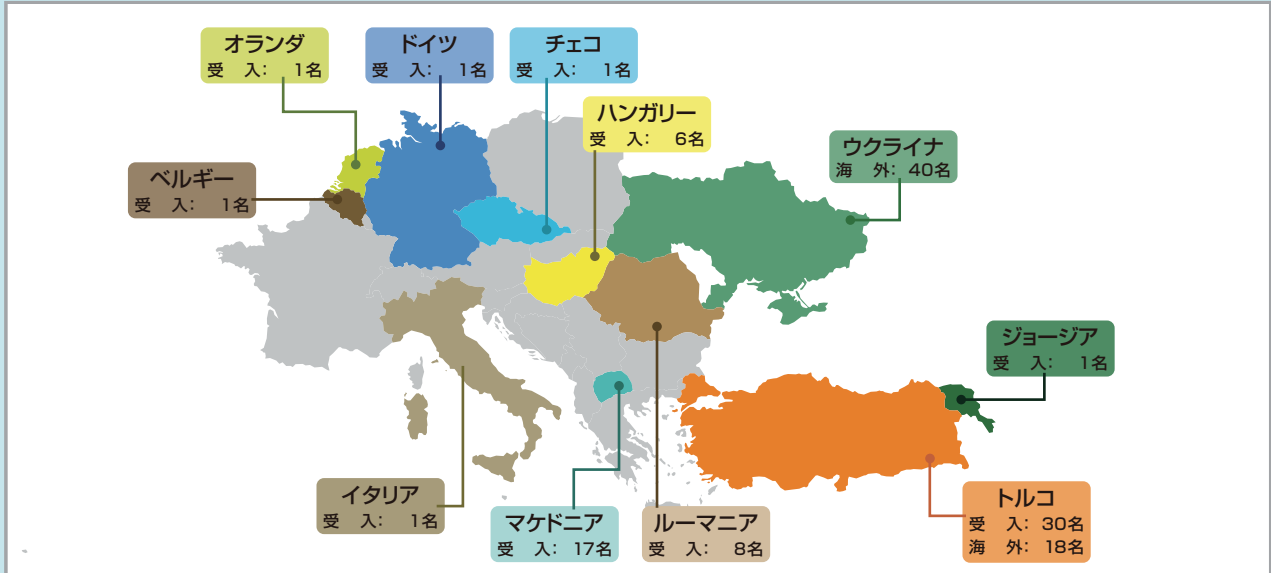 オランダ
受 入: 1名
ドイツ
受 入: 1名
チェコ
受 入: 1名
ハンガリー
受 入: 6名
ウクライナ
海 外: 40名
ベルギー
受 入: 1名
ジョージア
受 入: 1名
イタリア
受 入: 1名
マケドニア
受 入: 17名
ルーマニア
受 入: 8名
トルコ
受 入: 30名
海 外: 18名